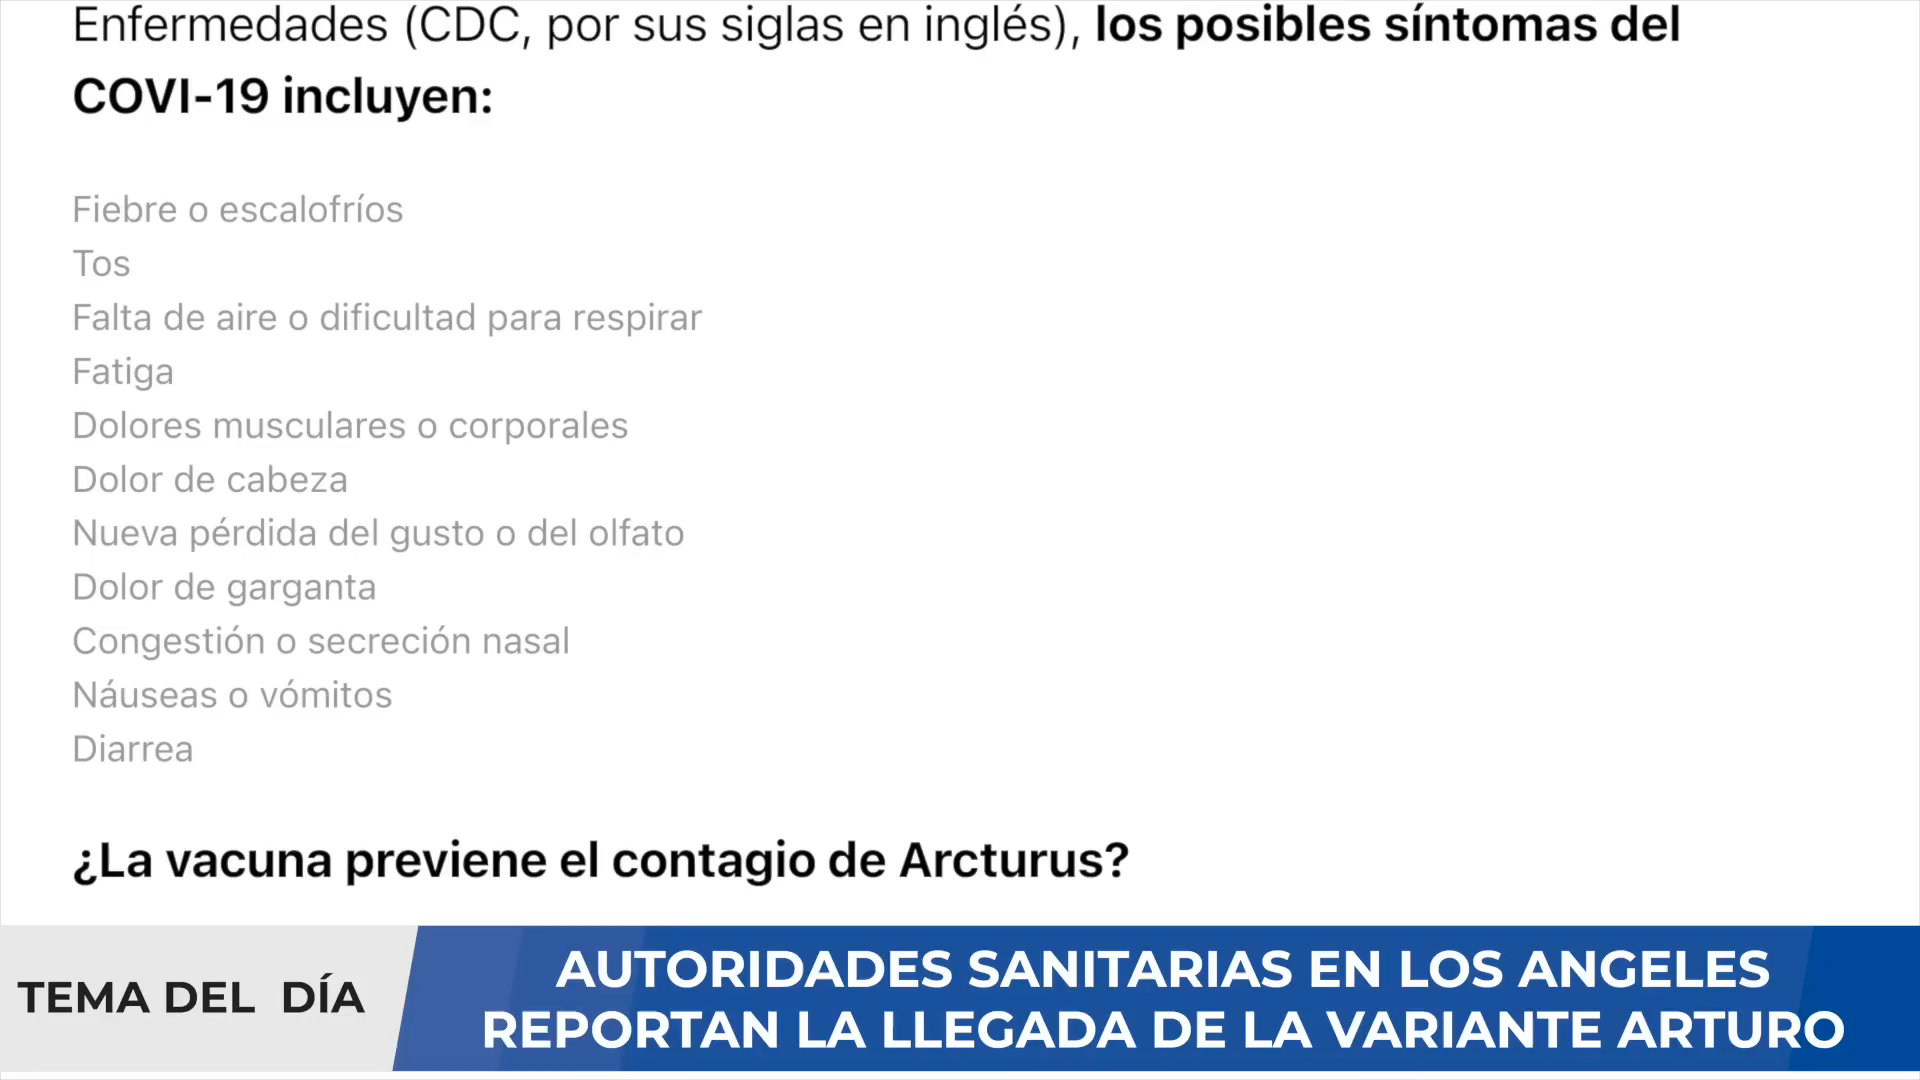 Enfermedades (CDC, por sus siglas en inglés), los posibles síntomas del
COVI-19 incluyen:
Fiebre o escalofríos
Tos
Falta de aire o dificultad para respirar
Fatiga
Dolores musculares o corporales
Dolor de cabeza
Nueva pérdida del gusto o del olfato
Dolor de garganta
Congestión o secreción nasal
Náuseas o vómitos
Diarrea
¿La vacuna previene el contagio de Arcturus?
TEMA DEL DÍA
AUTORIDADES SANITARIAS EN LOS ANGELES
REPORTAN LA LLEGADA DE LA VARIANTE ARTURO